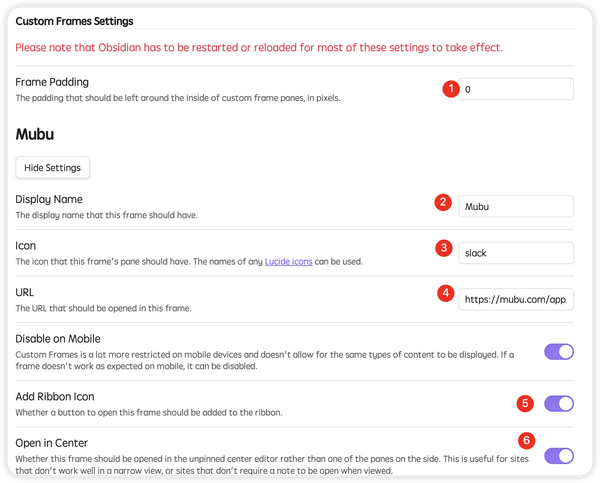 Custom Frames Settings
Please note that Obsidian has to be restarted or reloaded for most of these settings to take effect.
Frame Padding
The padding that should be left around the inside of custom frame panes, in pixels.
1
0
Mubu
Hide Settings
Display Name
The display name that this frame should have.
2
Mubu
Icon
The icon that this frame's pane should have. The names of any Lucide icons can be used.
3
slack
URL
The URL that should be opened in this frame.
4
https://mubu.com/app
Disable on Mobile
Custom Frames is a lot more restricted on mobile devices and doesn't allow for the same types of content to be displayed. If a
frame doesn't work as expected on mobile, it can be disabled.
Add Ribbon Icon
Whether a button to open this frame should be added to the ribbon.
5
Open in Center
6
Whether this frame should be opened in the unpinned center editor rather than one of the panes on the side. This is useful for sites
that don't work well in a narrow view, or sites that don't require a note to be open when viewed.